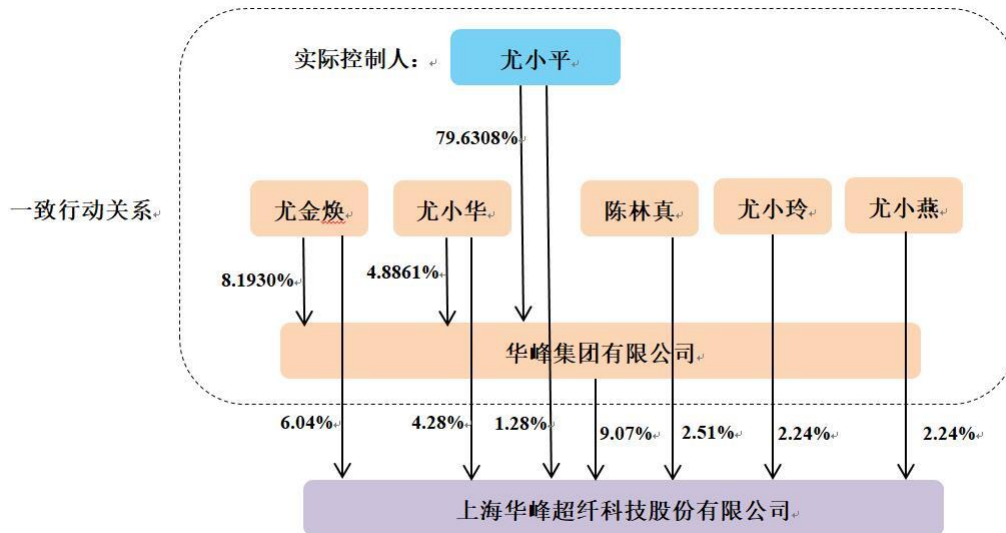 实际控制人：
尤小平
79.6308%
一致行动关系
尤金焕
尤小华
陈林真
尤小玲
尤小燕
8.1930%
4.8861%
华峰集团有限公司
6.04%
4.28%
1.28%
9.07%
2.51%
2.24%
2.24%
上海华峰超纤科技股份有限公司